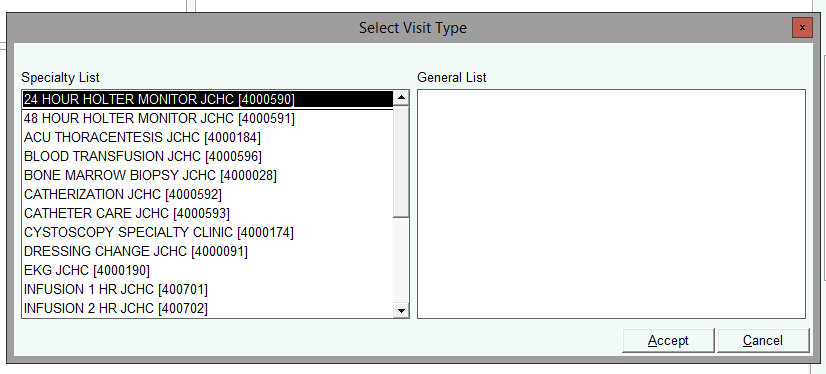 Select Visit Type
x
Specialty List
24 HOUR HOLTER MONITOR JCHC [4000590]
48 HOUR HOLTER MONITOR JCHC [4000591]
ACU THORACENTESIS JCHC [4000184]
BLOOD TRANSFUSION JCHC [4000596]
BONE MARROW BIOPSY JCHC [4000028]
CATHERIZATION JCHC [4000592]
CATHETER CARE JCHC [4000593]
CYSTOSCOPY SPECIALTY CLINIC [4000174]
DRESSING CHANGE JCHC [4000091]
EKG JCHC [4000190]
INFUSION 1 HR JCHC [400701]
INFUSION 2 HR JCHC [400702]
General List
Accept
Cancel